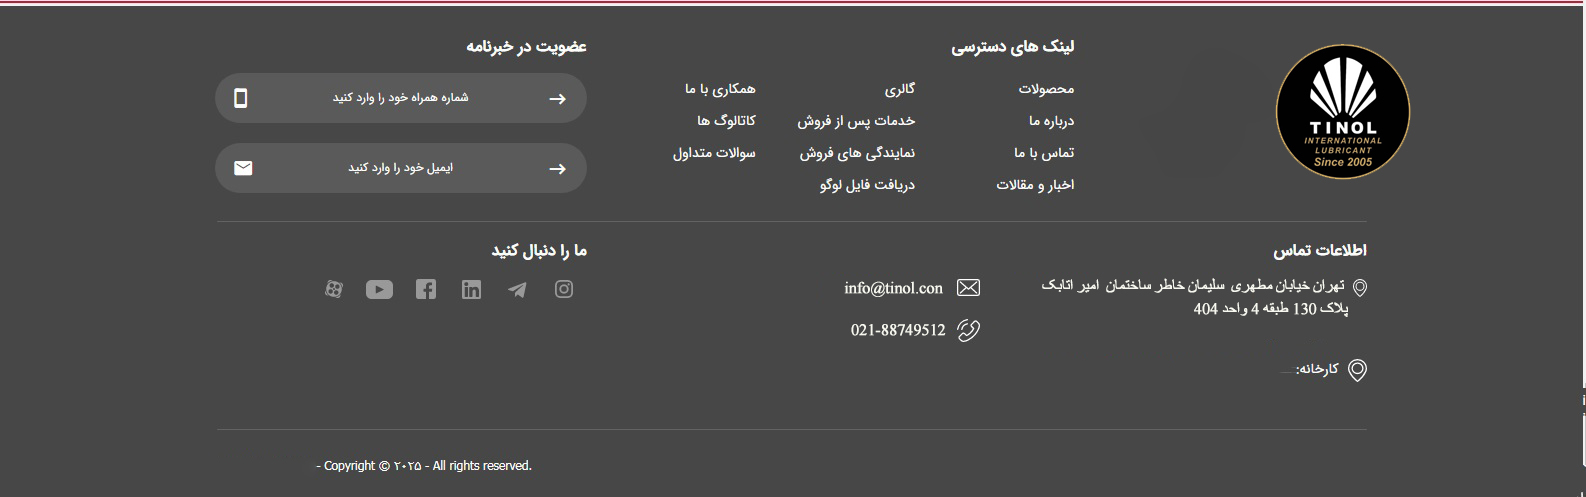 TINOL
INTERNATIONAL
LUBRICANT
Since 2005
لینک های دسترسی
محصولات
درباره ما
تماس با ما
اخبار و مقالات
گالری
خدمات پس از فروش
نمایندگی های فروش
دریافت فایل لوگو
همکاری با ما
کاتالوگ ها
سوالات متداول
عضویت در خبرنامه
شماره همراه خود را وارد کنید
ایمیل خود را وارد کنید
اطلاعات تماس
تهران خیابان مطهری سلیمان خاطر ساختمان امیر اتابک
پلاک 130 طبقه 4 واحد 404
کارخانه:
info@tinol.con
021-88749512
ما را دنبال کنید
- Copyright © ۲۰۲۵ - All rights reserved.